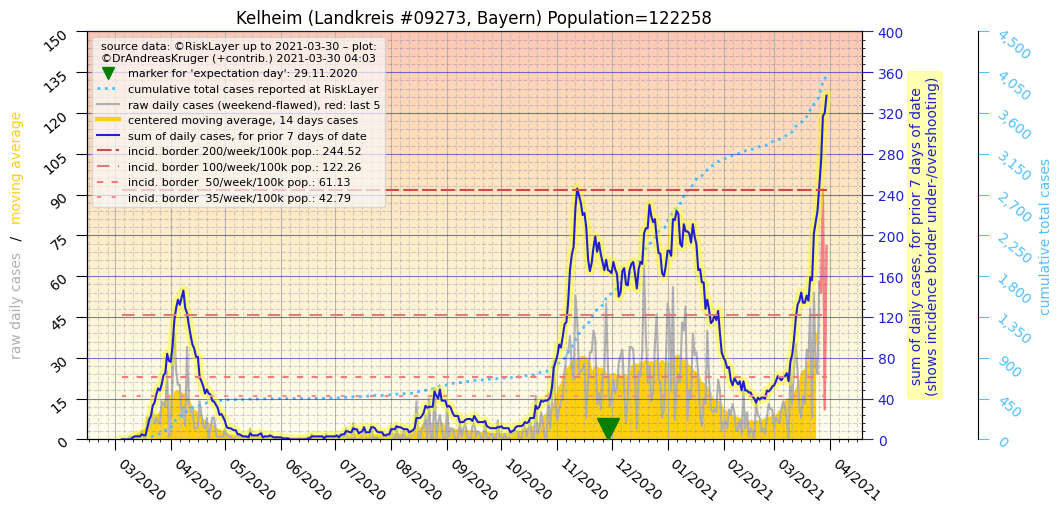 Kelheim (Landkreis #09273, Bayern) Population=122258
source data: ©RiskLayer up to 2021-03-30 – plot:
©DrAndreasKruger (+contrib.) 2021-03-30 04:03
marker for 'expectation day': 29.11.2020
cumulative total cases reported at RiskLayer
raw daily cases (weekend-flawed), red: last 5
centered moving average, 14 days cases
sum of daily cases, for prior 7 days of date
incid. border 200/week/100k pop.: 244.52
incid. border 100/week/100k pop.: 122.26
incid. border  50/week/100k pop.: 61.13
incid. border  35/week/100k pop.: 42.79
raw daily cases   /   moving average
150
135
120
105
90
75
60
45
30
15
0
03/2020
04/2020
05/2020
06/2020
07/2020
08/2020
09/2020
10/2020
11/2020
12/2020
01/2021
02/2021
03/2021
04/2021
400
360
320
280
240
200
160
120
80
40
0
sum of daily cases, for prior 7 days of date
(shows incidence border under-/overshooting)
4,500
4,050
3,600
3,150
2,700
2,250
1,800
1,350
900
450
0
cumulative total cases